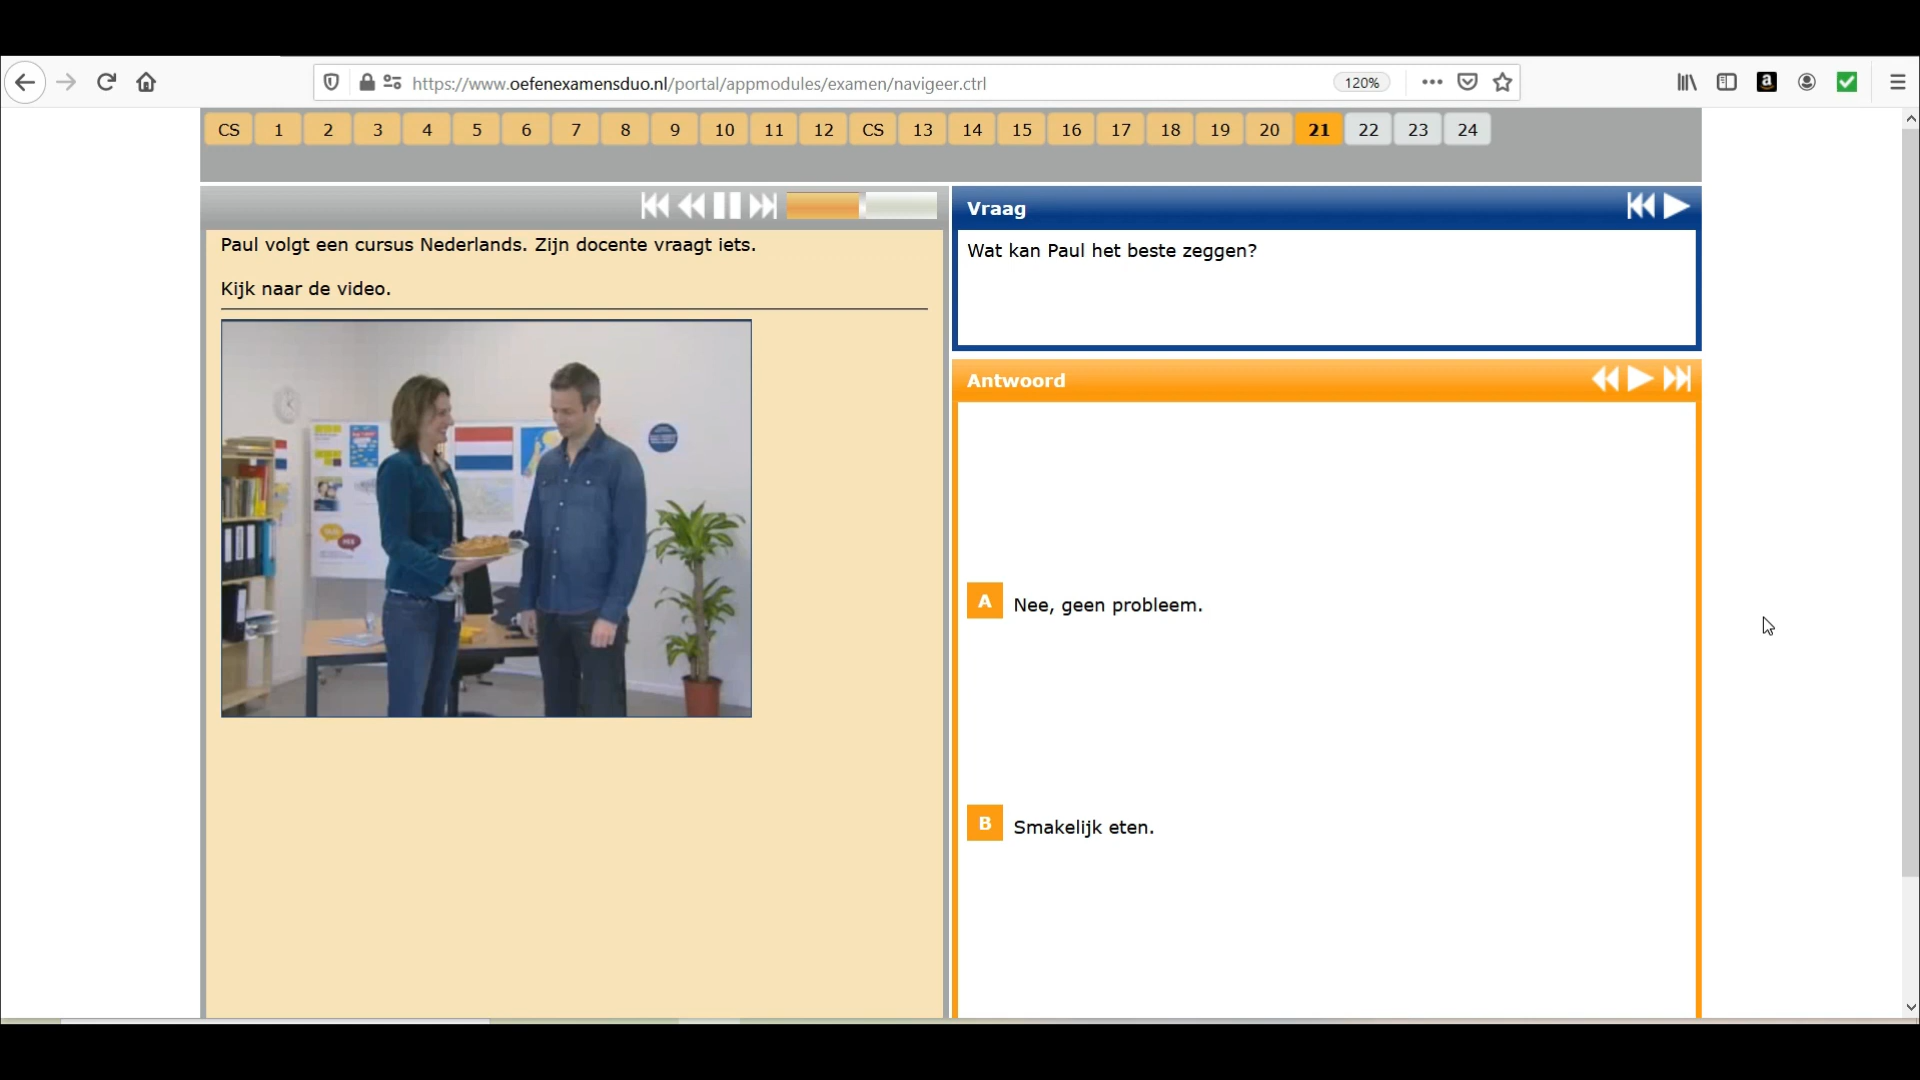 https://www.oefenexamensduo.nl/portal/appmodules/examen/navigeer.ctrl
120%
CS 1 2 3 4 5 6 7 8 9 10 11 12 CS 13 14 15 16 17 18 19 20 21 22 23 24
Paul volgt een cursus Nederlands. Zijn docente vraagt iets.
Kijk naar de video.
Vraag
Wat kan Paul het beste zeggen?
Antwoord
A Nee, geen probleem.
B Smakelijk eten.